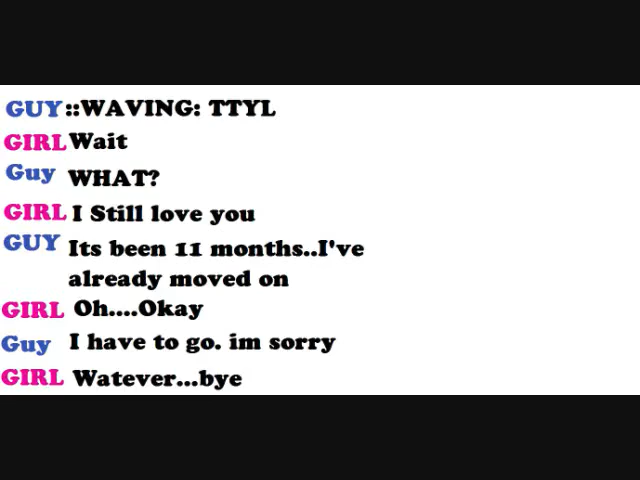 GUY ::WAVING: TTYL
GIRL Wait
Guy WHAT?
GIRL I Still love you
GUY Its been 11 months..I've
already moved on
GIRL Oh....Okay
Guy I have to go. im sorry
GIRL Watever...bye